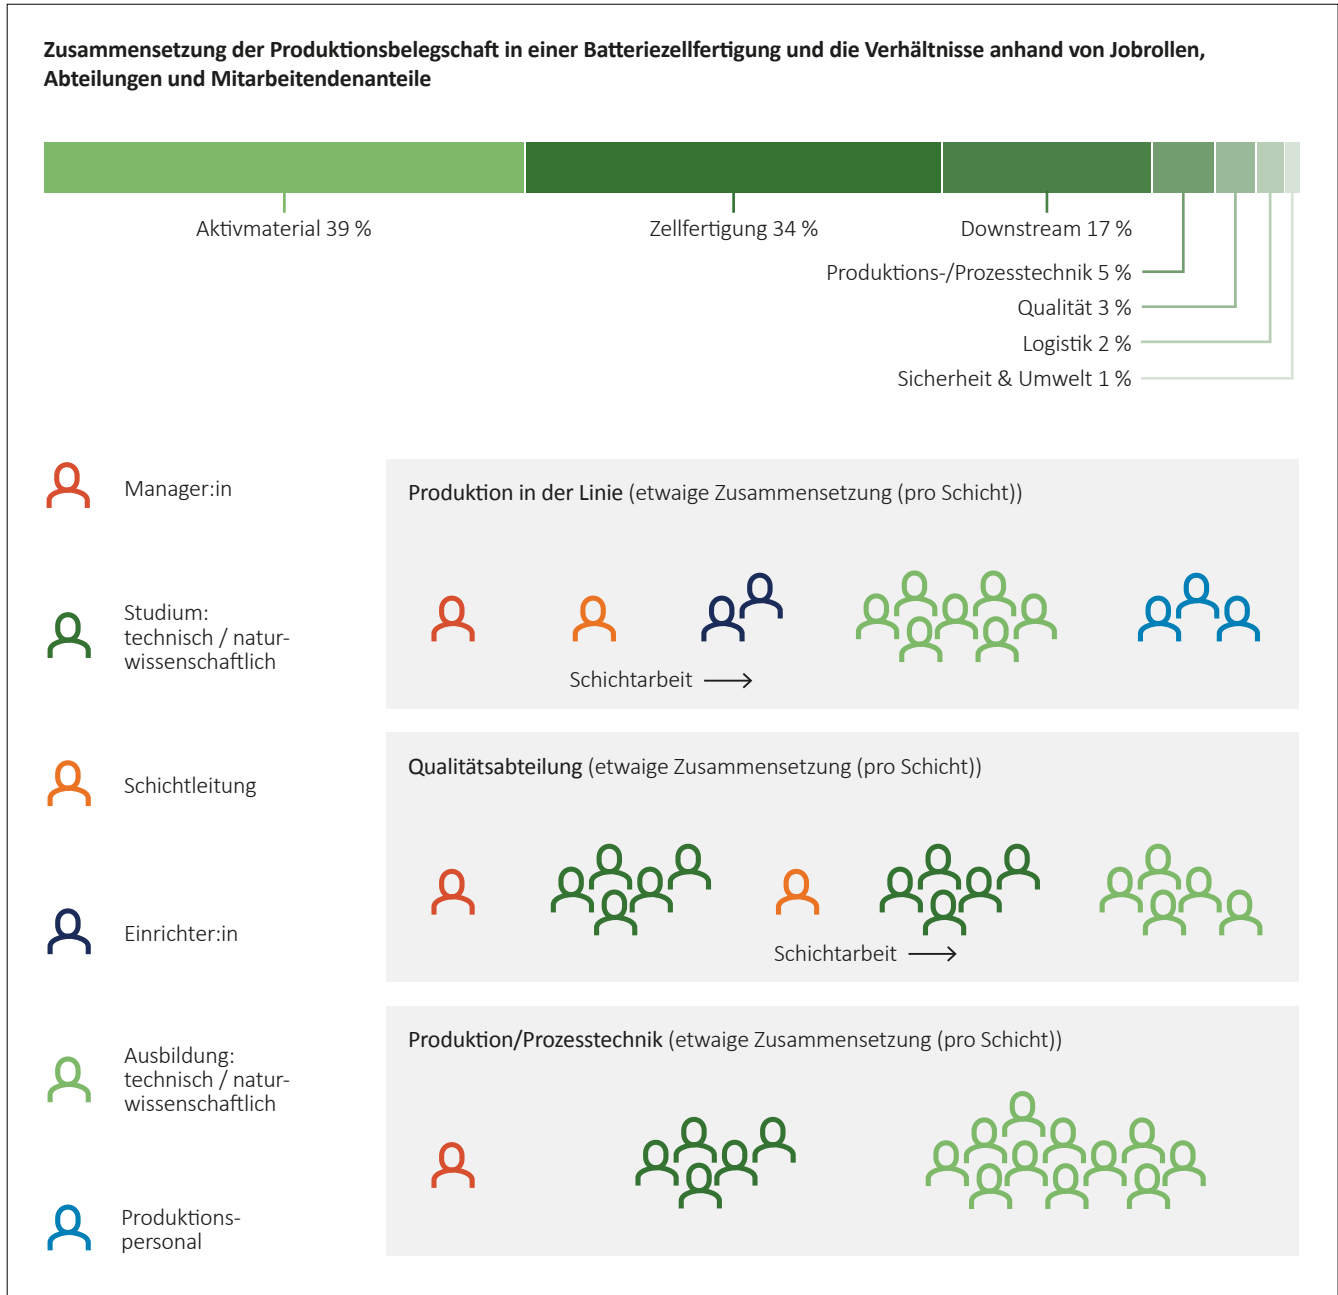 Zusammensetzung der Produktionsbelegschaft in einer Batteriezellfertigung und die Verhältnisse anhand von Jobrollen,
Abteilungen und Mitarbeitendenanteile
Aktivmaterial 39 %
Zellfertigung 34 %
Downstream 17 %
Produktions-/Prozesstechnik 5 %
Qualität 3 %
Logistik 2 %
Sicherheit & Umwelt 1 %
Manager:in
Studium:
technisch / natur-
wissenschaftlich
Schichtleitung
Einrichter:in
Ausbildung:
technisch / natur-
wissenschaftlich
Produktions-
personal
Produktion in der Linie (etwaige Zusammensetzung (pro Schicht))
Schichtarbeit ⟶
Qualitätsabteilung (etwaige Zusammensetzung (pro Schicht))
Schichtarbeit ⟶
Produktion/Prozesstechnik (etwaige Zusammensetzung (pro Schicht))